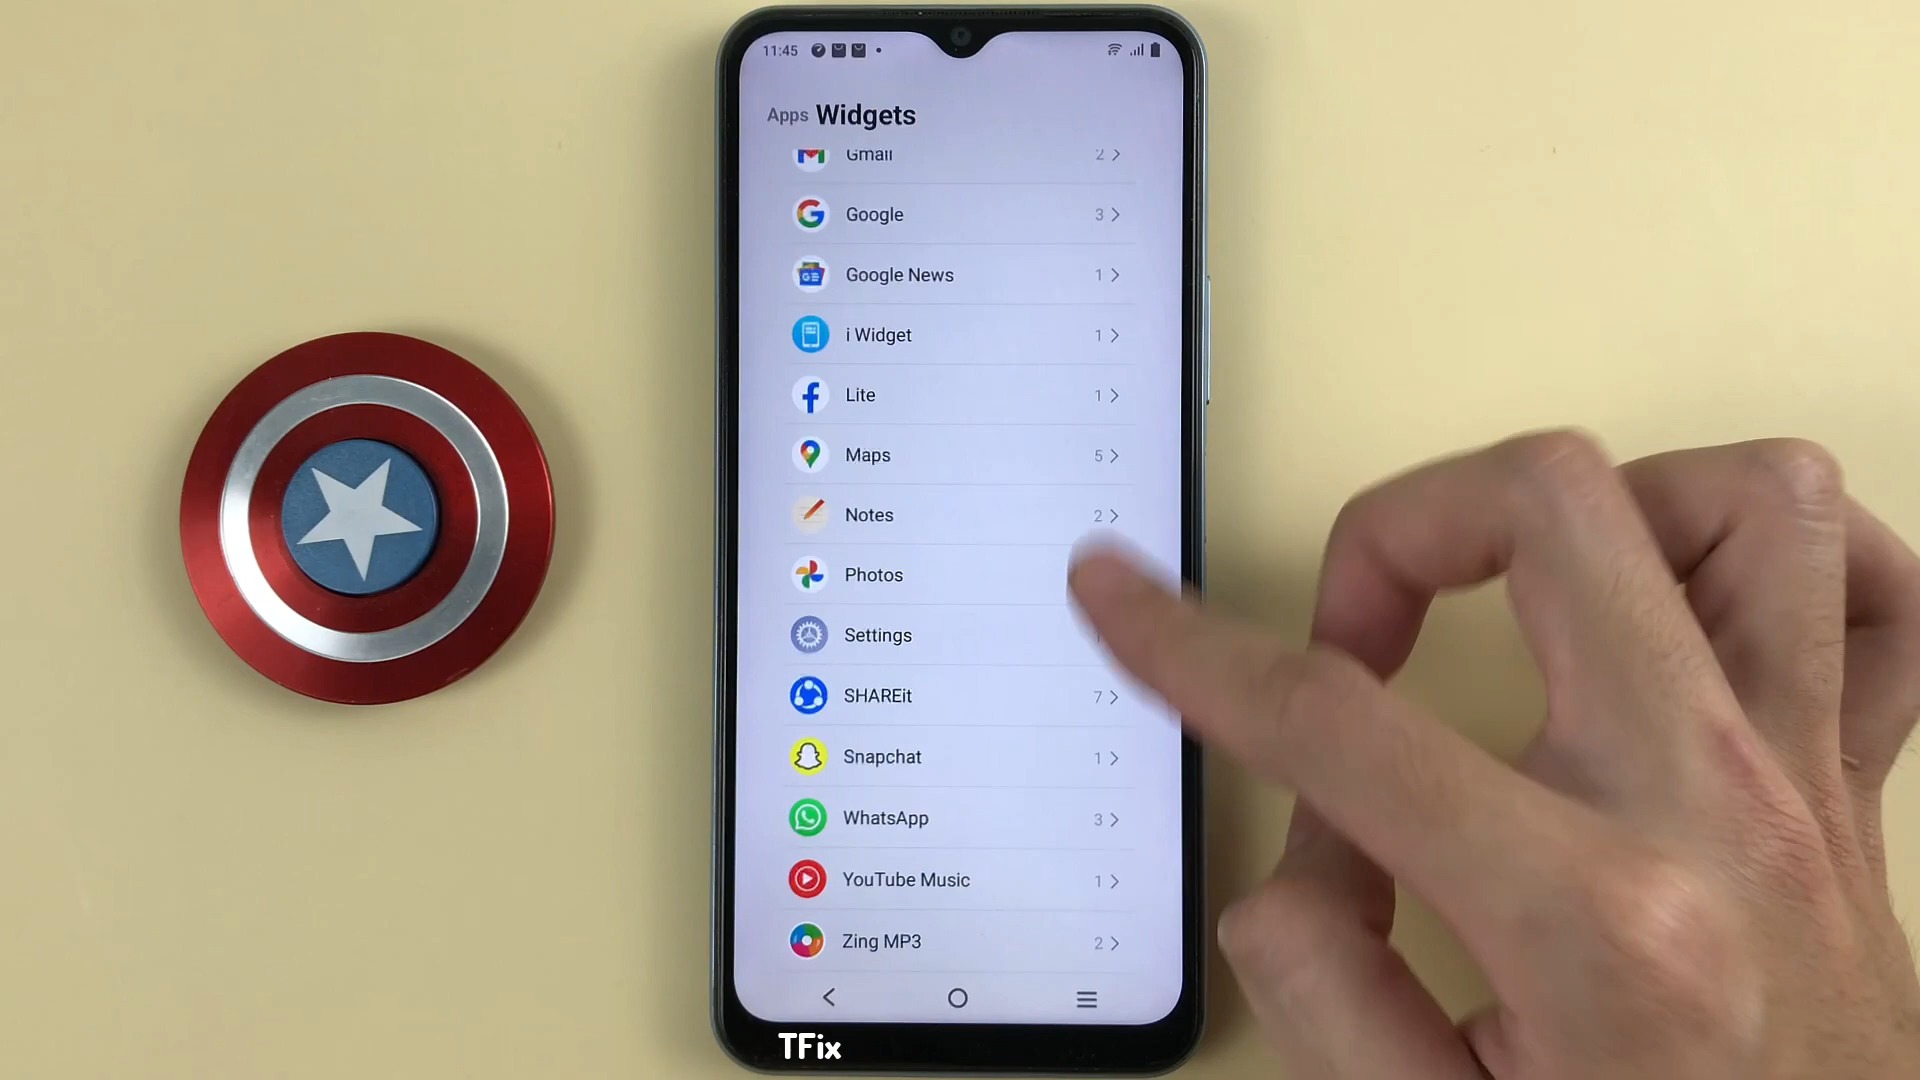 11:45
Apps Widgets
Gmail 2
Google 3
Google News 1
i Widget 1
Lite 1
Maps 5
Notes 2
Photos
Settings 1
SHAREit 7
Snapchat 1
WhatsApp 3
YouTube Music 1
Zing MP3 2
TFix